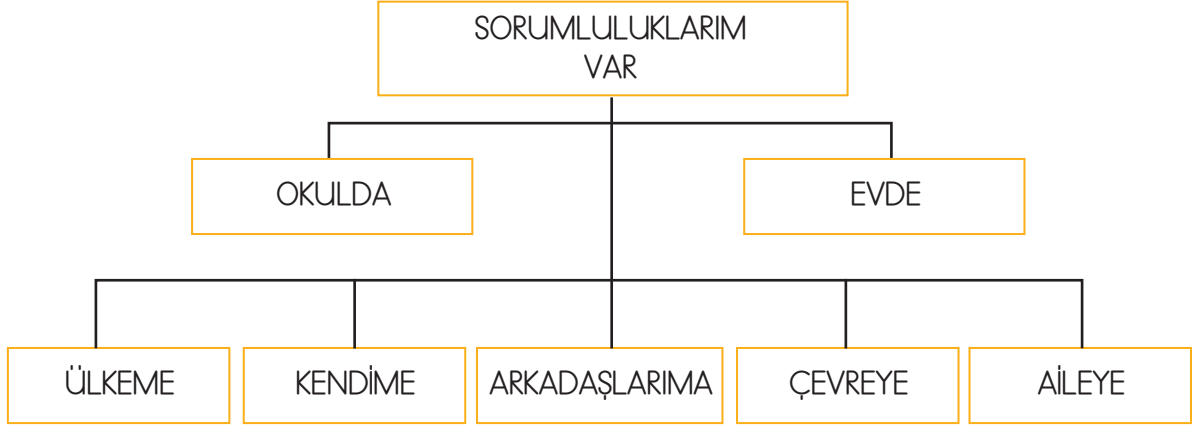 SORUMLULUKLARIM
VAR
OKULDA
EVDE
ÜLKEME
KENDİME
ARKADAŞLARIMA
ÇEVREYE
AİLEYE